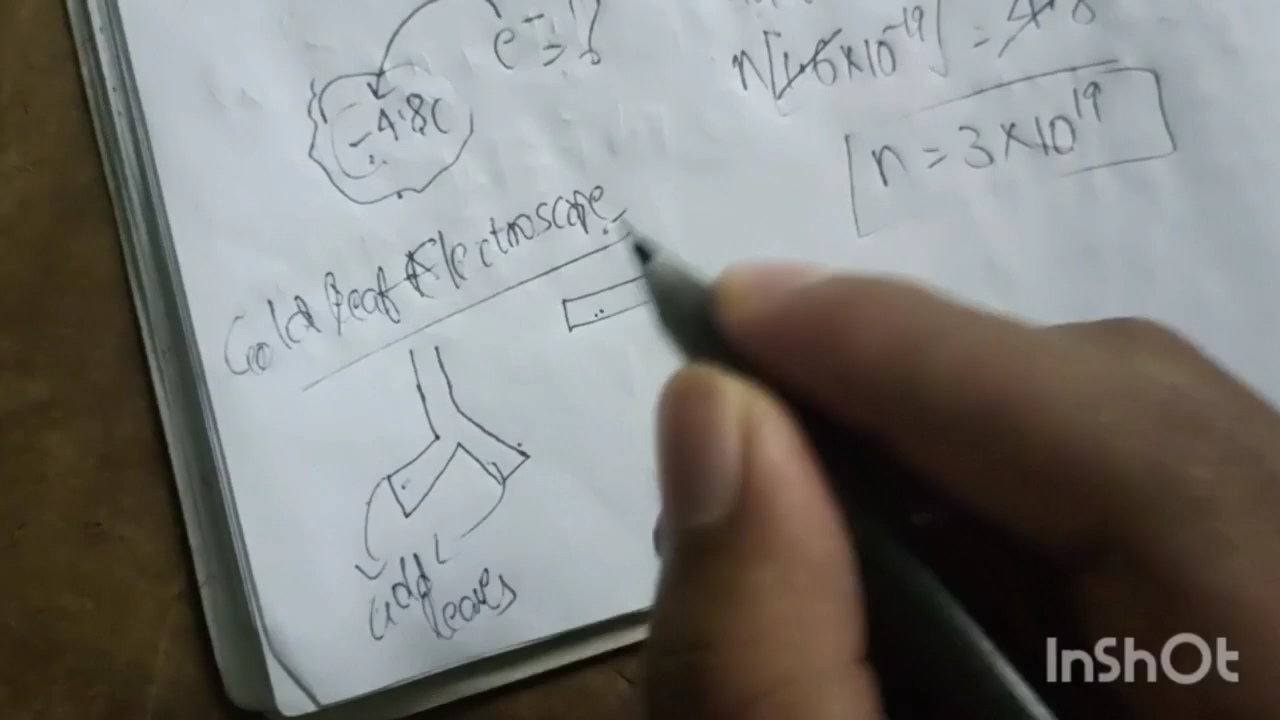 e⁻ = ?
-4.8C
n[1.6×10⁻¹⁹] = 4.8
n = 3×10¹⁹
Gold leaf Electroscope:-
Gold
leaves
InShOt